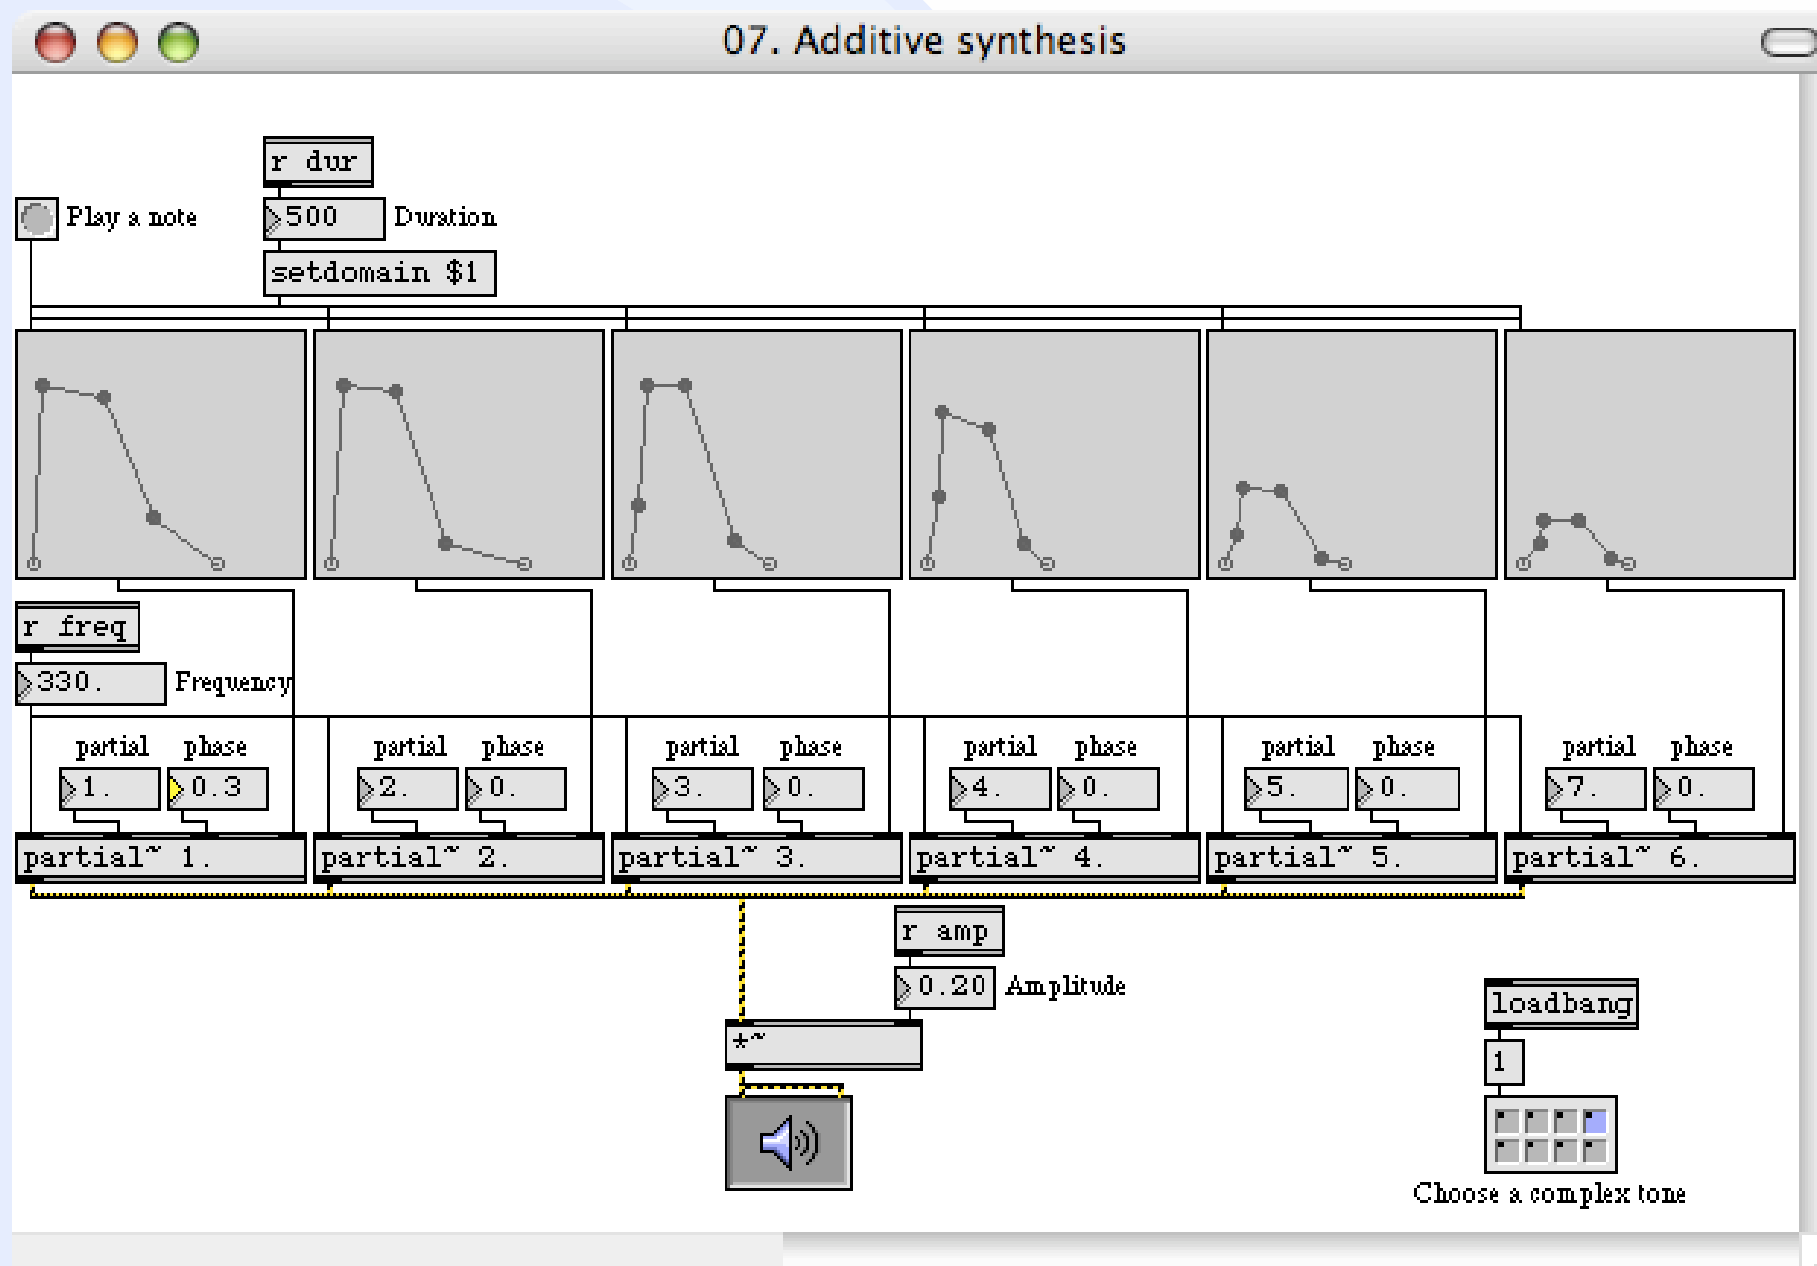 07. Additive synthesis
r dur
Play a note
500
Duration
setdomain $1
r freq
330.
Frequency
partial phase partial phase partial phase partial phase partial phase partial phase
1. 0.3 2. 0. 3. 0. 4. 0. 5. 0. 7. 0.
partial~ 1. partial~ 2. partial~ 3. partial~ 4. partial~ 5. partial~ 6.
r amp
0.20 Amplitude
loadbang
*~
1
Choose a complex tone